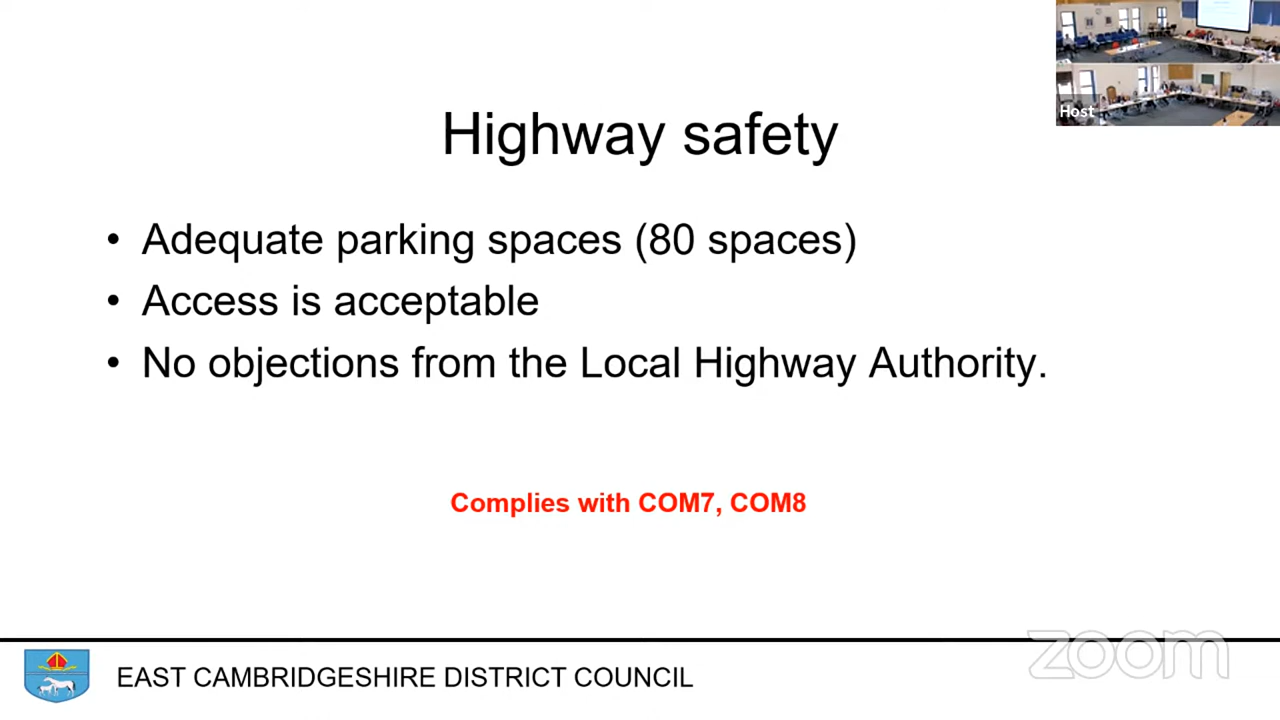 Host
Highway safety
• Adequate parking spaces (80 spaces)
• Access is acceptable
• No objections from the Local Highway Authority.
Complies with COM7, COM8
EAST CAMBRIDGESHIRE DISTRICT COUNCIL
zoom